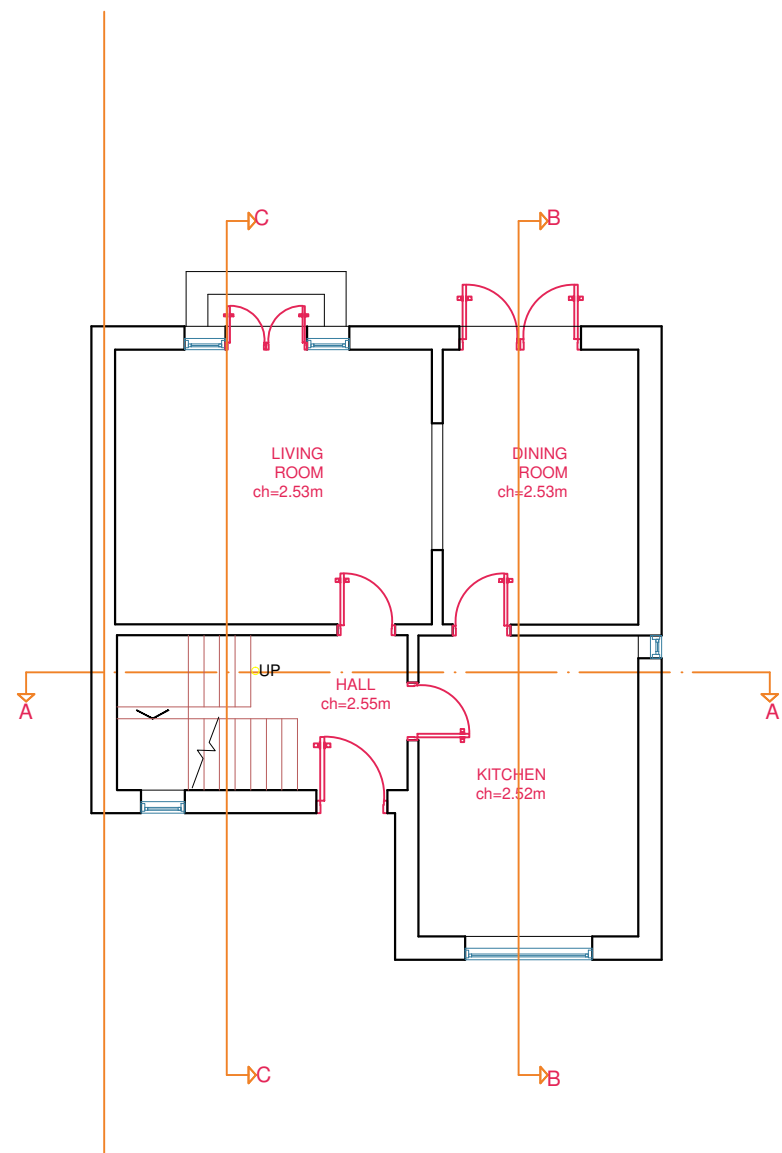 C
B
LIVING
ROOM
ch=2.53m
DINING
ROOM
ch=2.53m
UP
HALL
ch=2.55m
A
A
KITCHEN
ch=2.52m
C
B